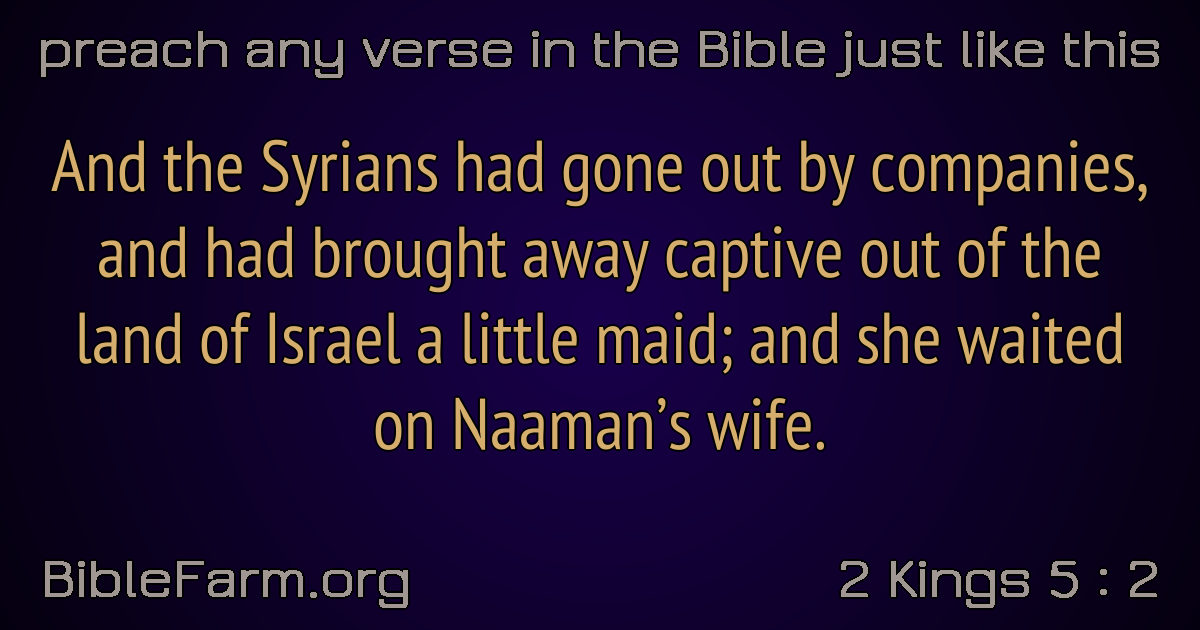 preach any verse in the Bible just like this
And the Syrians had gone out by companies,
and had brought away captive out of the
land of Israel a little maid; and she waited
on Naaman’s wife.
BibleFarm.org
2 Kings 5 : 2